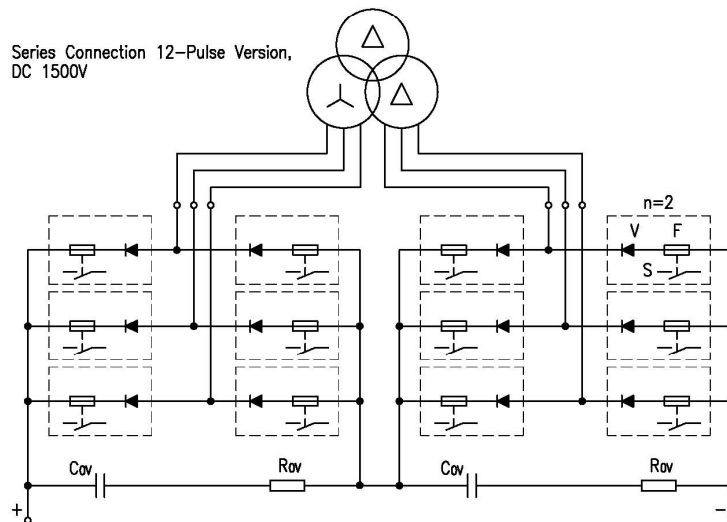 Series Connection 12-Pulse Version,
DC 1500V
n=2
V F
S
Cov Rov Cov Rov
+ -